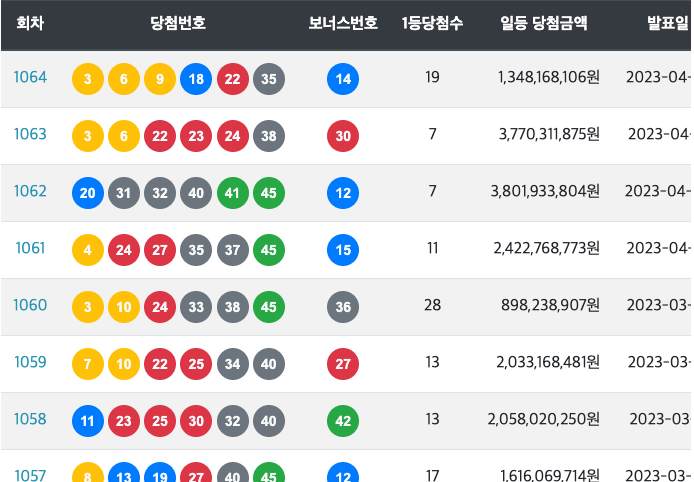 회차 당첨번호 보너스번호 1등당첨수 일등 당첨금액 발표일
1064 3 6 9 18 22 35 14 19 1,348,168,106원 2023-04-
1063 3 6 22 23 24 38 30 7 3,770,311,875원 2023-04-
1062 20 31 32 40 41 45 12 7 3,801,933,804원 2023-04-
1061 4 24 27 35 37 45 15 11 2,422,768,773원 2023-04-
1060 3 10 24 33 38 45 36 28 898,238,907원 2023-03-
1059 7 10 22 25 34 40 27 13 2,033,168,481원 2023-03-
1058 11 23 25 30 32 40 42 13 2,058,020,250원 2023-03-
1057 8 13 19 27 40 45 12 17 1,616,069,714원 2023-03-